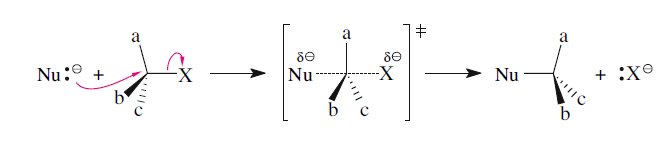 a a a
δ⊖ δ⊖ ‡
Nu:⊖ + X Nu X Nu + :X⊖
b c b c c b